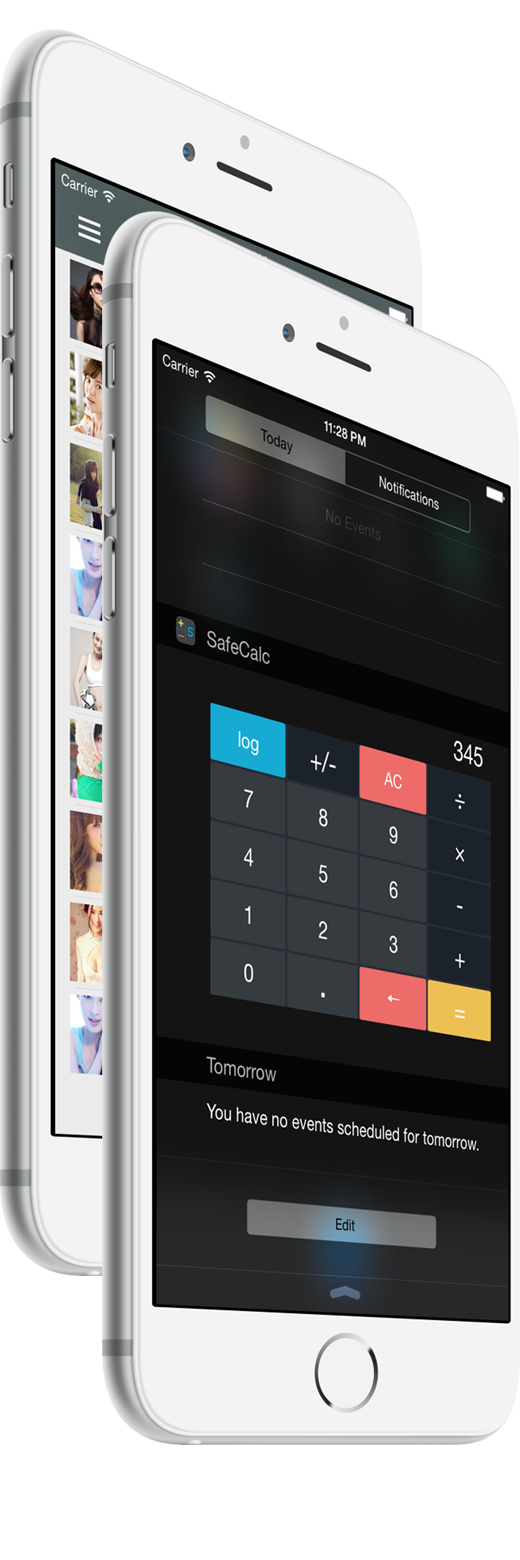 Carrier
Carrier
11:28 PM
Today
Notifications
No Events
SafeCalc
345
log +/- AC ÷
7 8 9 ×
4 5 6 -
1 2 3 +
0 . ← =
Tomorrow
You have no events scheduled for tomorrow.
Edit